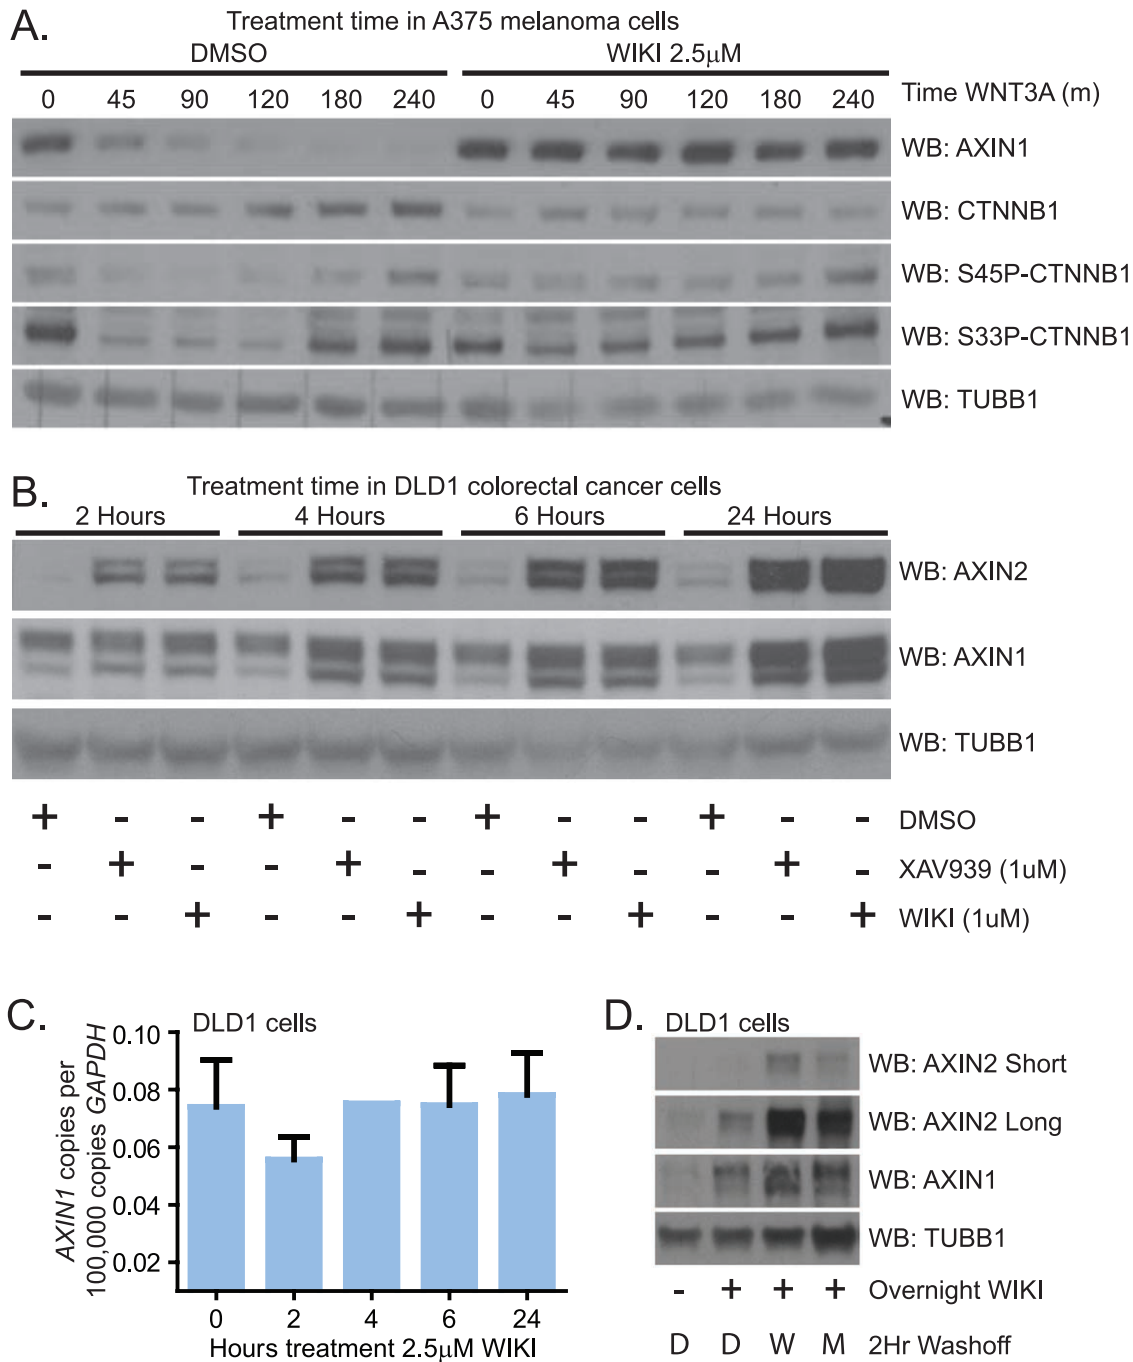 A.
Treatment time in A375 melanoma cells
DMSO WIKI 2.5μM
0 45 90 120 180 240 0 45 90 120 180 240 Time WNT3A (m)
WB: AXIN1
WB: CTNNB1
WB: S45P-CTNNB1
WB: S33P-CTNNB1
WB: TUBB1
B.
Treatment time in DLD1 colorectal cancer cells
2 Hours 4 Hours 6 Hours 24 Hours
WB: AXIN2
WB: AXIN1
WB: TUBB1
+ - - + - - + - - + - - DMSO
- + - - + - - + - - + - XAV939 (1uM)
- - + - - + - - + - - + WIKI (1uM)
C.
DLD1 cells
AXIN1 copies per
100,000 copies GAPDH
0.10
0.08
0.06
0.04
0.02
0 2 4 6 24
Hours treatment 2.5μM WIKI
D.
DLD1 cells
WB: AXIN2 Short
WB: AXIN2 Long
WB: AXIN1
WB: TUBB1
- + + + Overnight WIKI
D D W M 2Hr Washoff